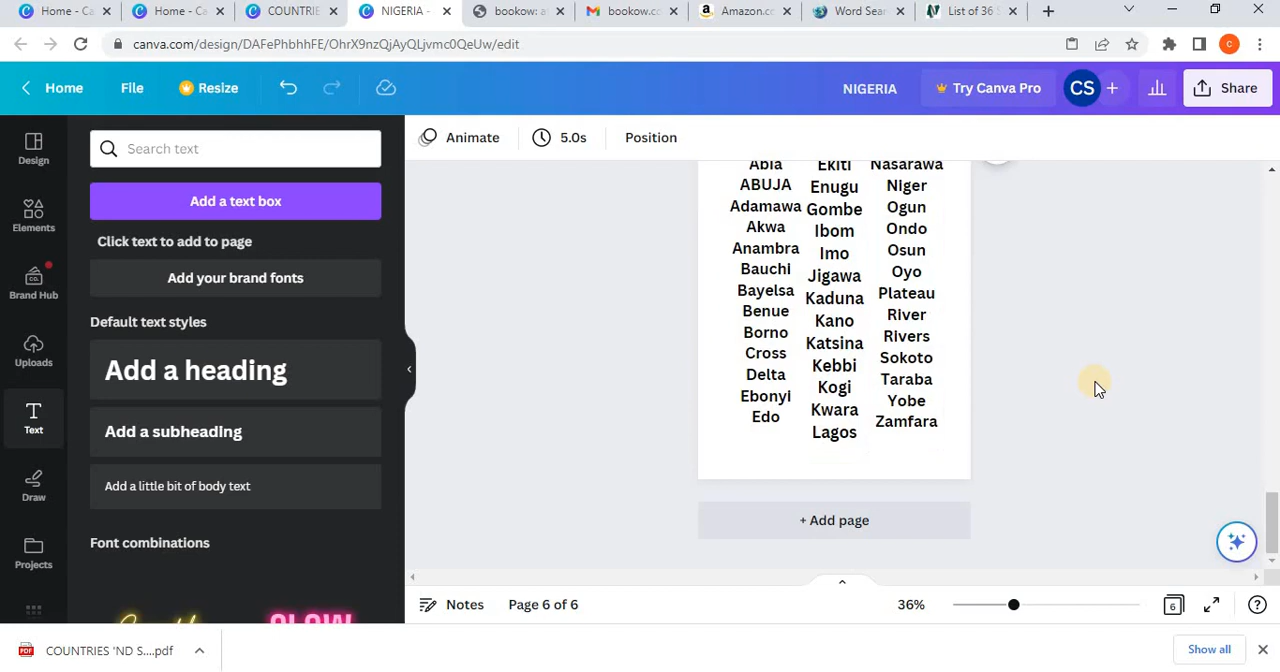 Home - Ca
Home - Ca
COUNTRIE
NIGERIA -
bookow: a
bookow.co
Amazon.co
Word Sear
List of 36 S
canva.com/design/DAFePhbhhFE/OhrX9nzQjAyQLjvmc0QeUw/edit
Home
File
Resize
NIGERIA
Try Canva Pro
CS
Share
Design
Elements
Brand Hub
Uploads
Text
Draw
Projects
Search text
Add a text box
Click text to add to page
Add your brand fonts
Default text styles
Add a heading
Add a subheading
Add a little bit of body text
Font combinations
GLOW
Animate
5.0s
Position
Abia
ABUJA
Adamawa
Akwa
Anambra
Bauchi
Bayelsa
Benue
Borno
Cross
Delta
Ebonyi
Edo
Ekiti
Enugu
Gombe
Ibom
Imo
Jigawa
Kaduna
Kano
Katsina
Kebbi
Kogi
Kwara
Lagos
Nasarawa
Niger
Ogun
Ondo
Osun
Oyo
Plateau
River
Rivers
Sokoto
Taraba
Yobe
Zamfara
+ Add page
Notes
Page 6 of 6
36%
6
COUNTRIES 'ND S....pdf
Show all